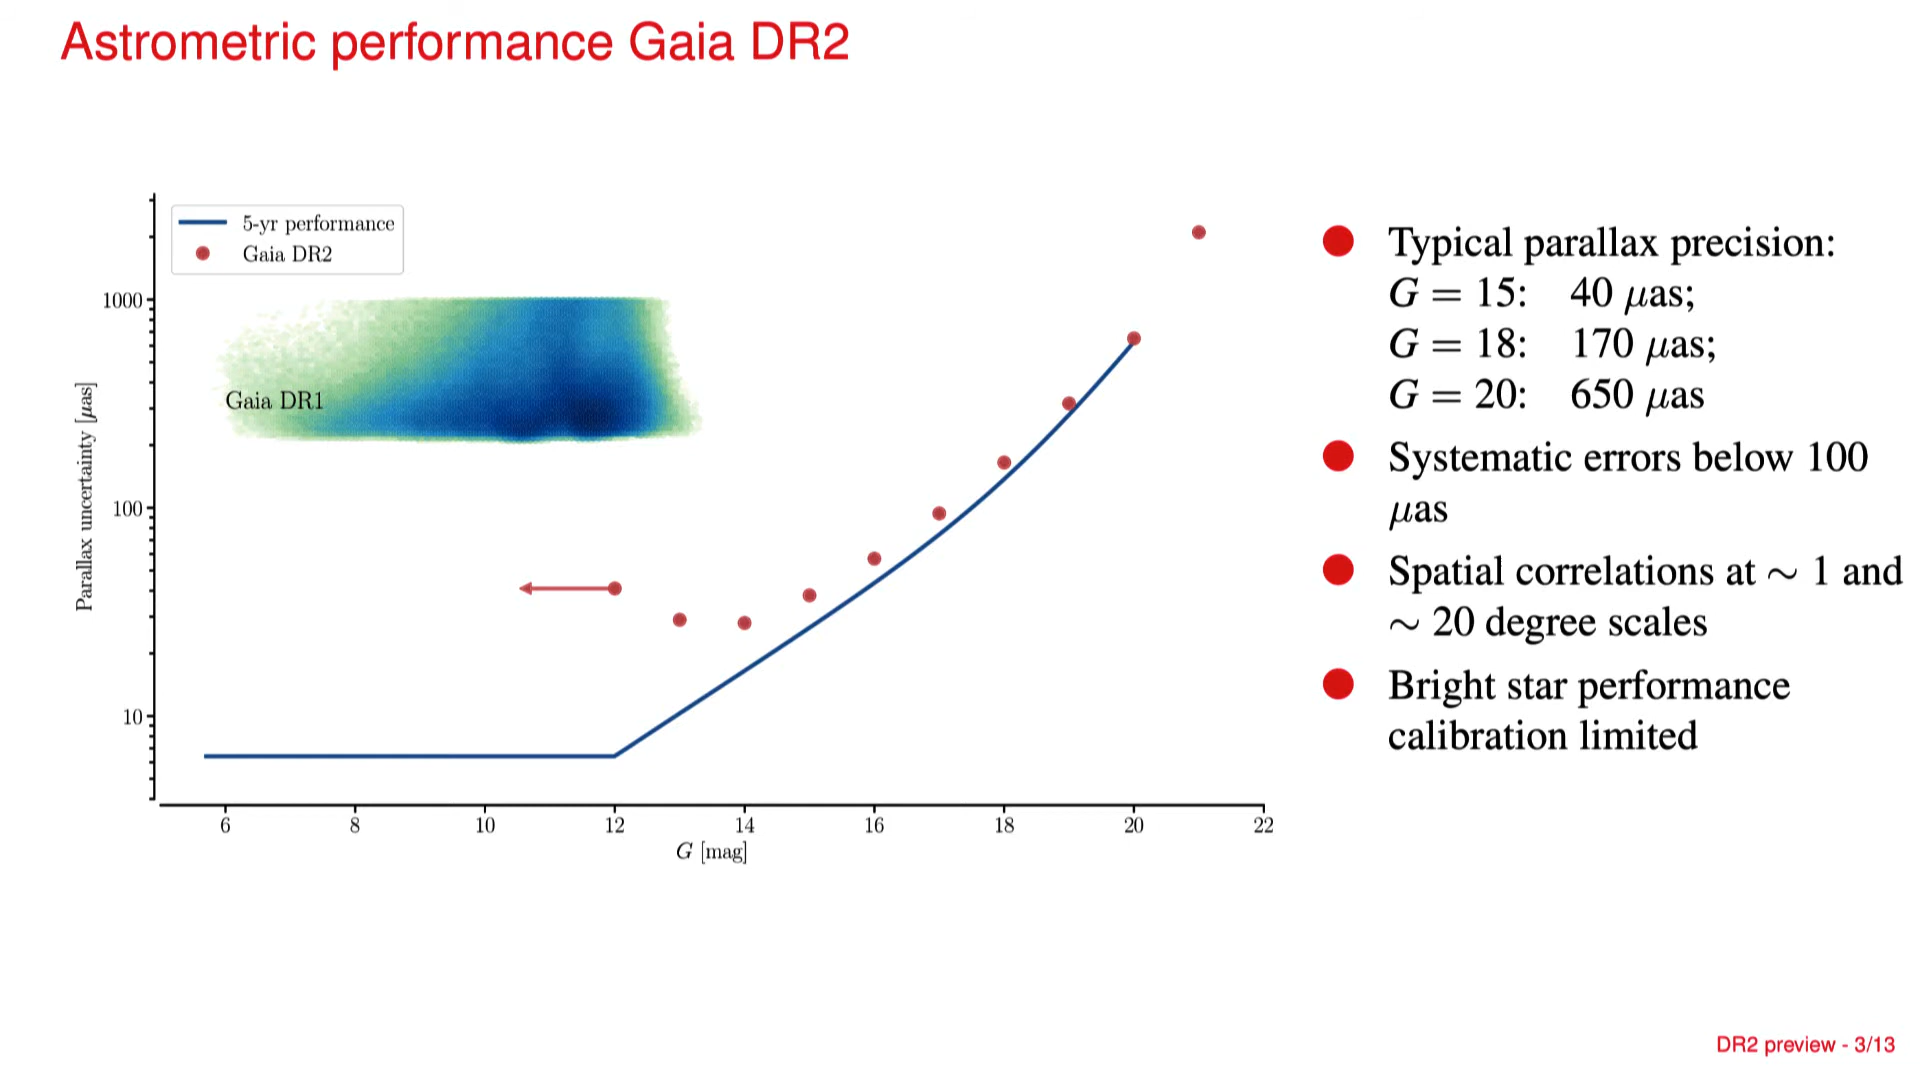 Astrometric performance Gaia DR2
5-yr performance
Gaia DR2
1000
100
10
Parallax uncertainty [μas]
Gaia DR1
6 8 10 12 14 16 18 20 22
G [mag]
Typical parallax precision:
G = 15: 40 μas;
G = 18: 170 μas;
G = 20: 650 μas
Systematic errors below 100
μas
Spatial correlations at ∼ 1 and
∼ 20 degree scales
Bright star performance
calibration limited
DR2 preview - 3/13